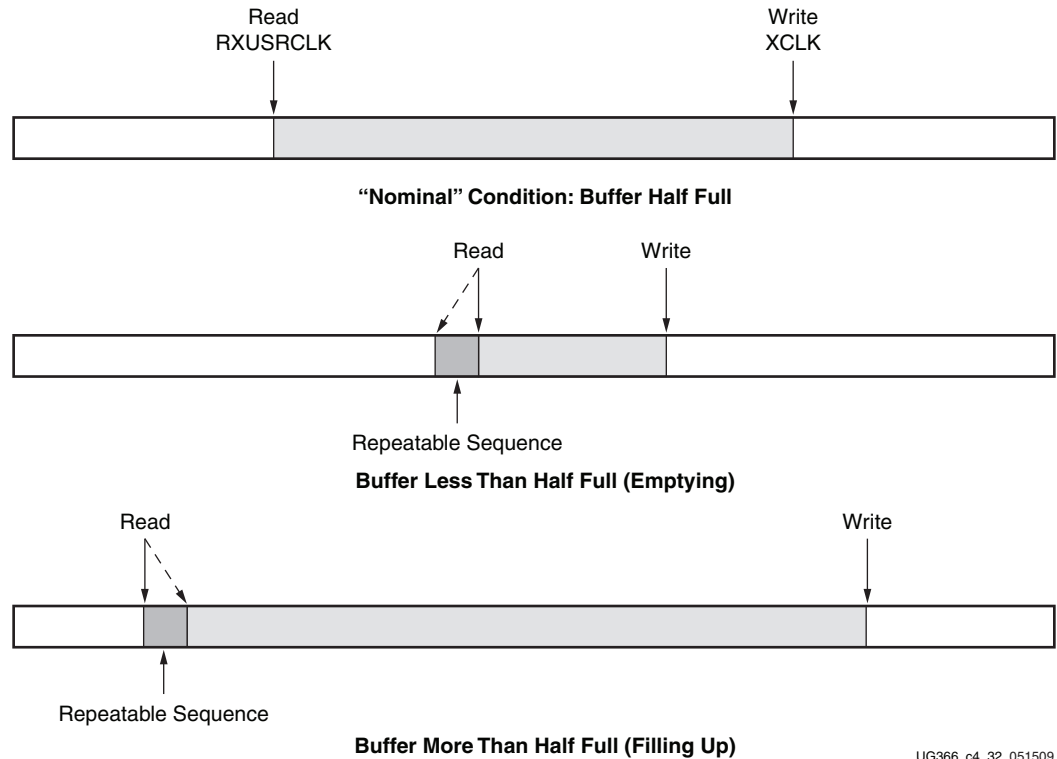 Read
RXUSRCLK
Write
XCLK
“Nominal” Condition: Buffer Half Full
Read
Write
Repeatable Sequence
Buffer Less Than Half Full (Emptying)
Read
Write
Repeatable Sequence
Buffer More Than Half Full (Filling Up)
UG366_c4_32_051509